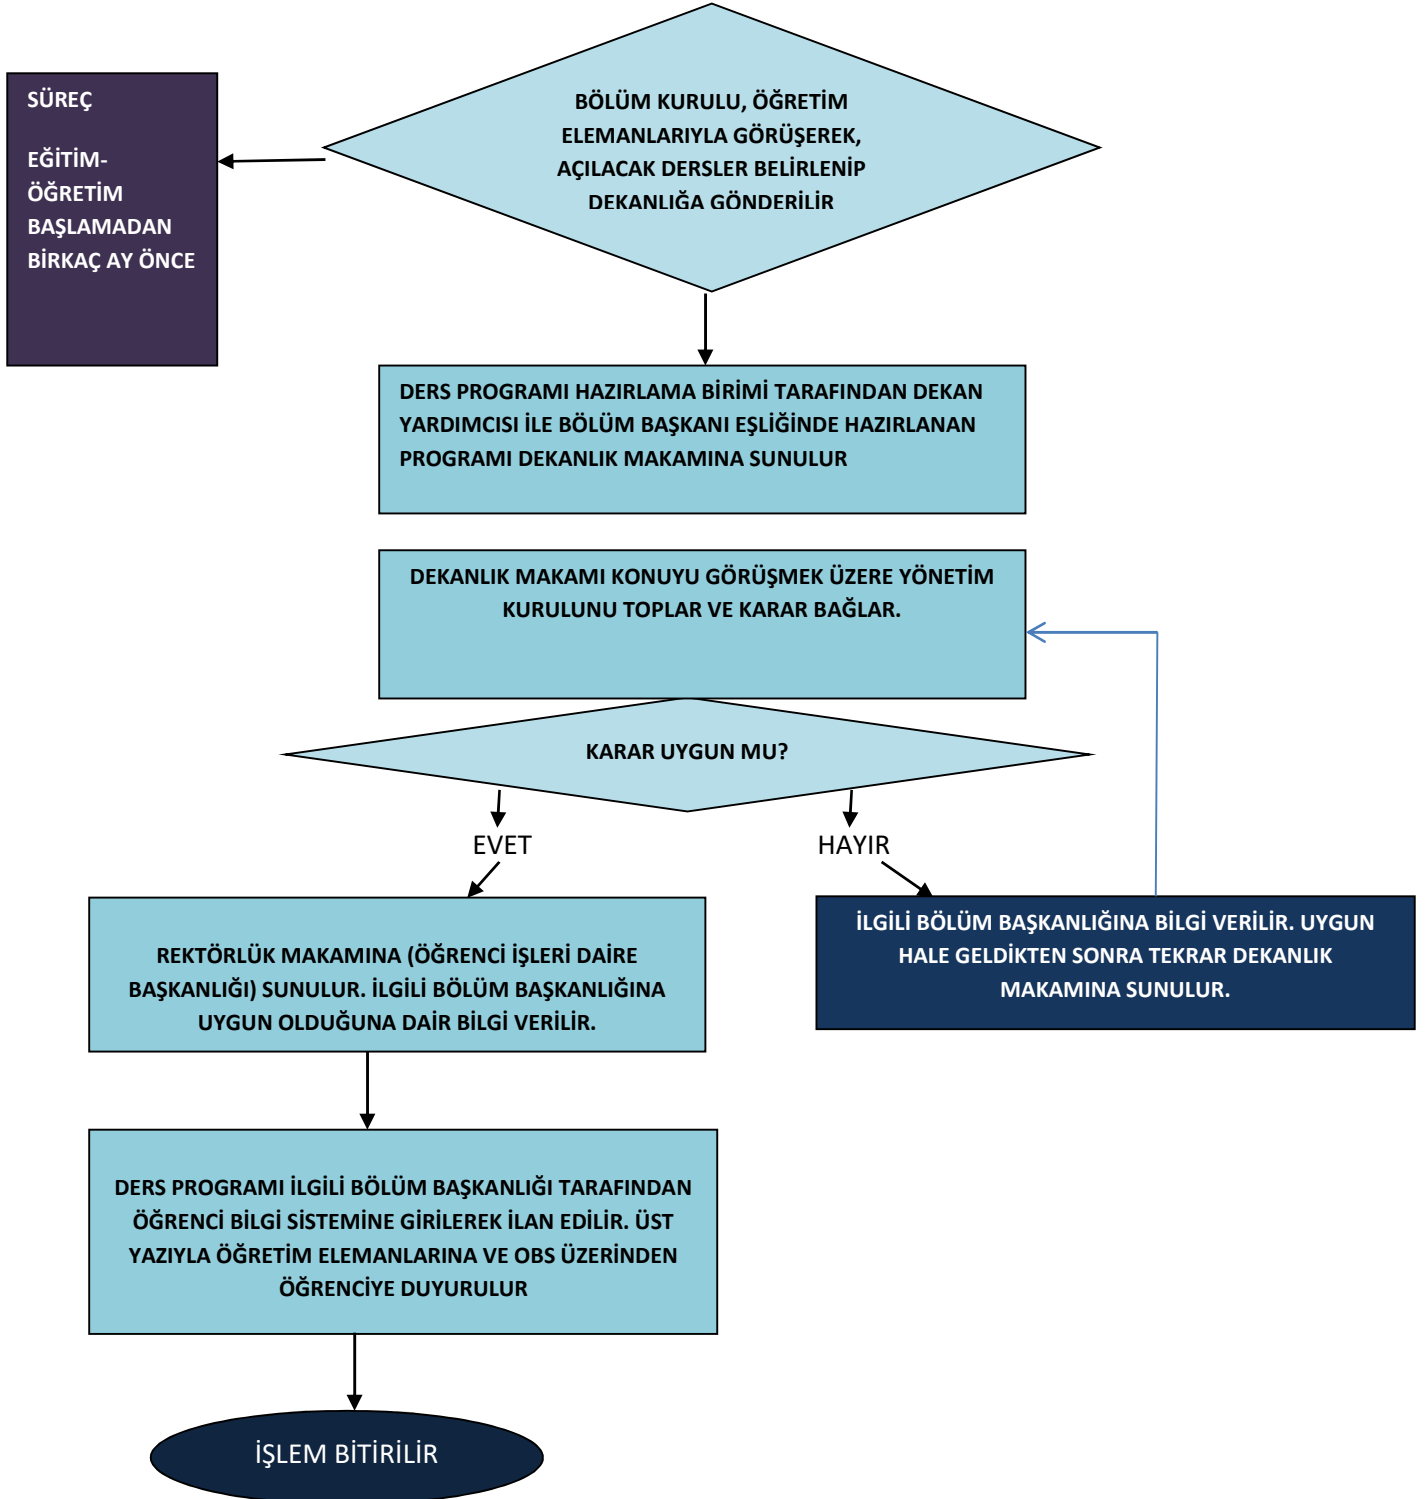 SÜREÇ
EĞİTİM-
ÖĞRETİM
BAŞLAMADAN
BİRKAÇ AY ÖNCE
BÖLÜM KURULU, ÖĞRETİM
ELEMANLARIYLA GÖRÜŞEREK,
AÇILACAK DERSLER BELİRLENİP
DEKANLIĞA GÖNDERİLİR
DERS PROGRAMI HAZIRLAMA BİRİMİ TARAFINDAN DEKAN
YARDIMCISI İLE BÖLÜM BAŞKANI EŞLİĞİNDE HAZIRLANAN
PROGRAMI DEKANLIK MAKAMINA SUNULUR
DEKANLIK MAKAMI KONUYU GÖRÜŞMEK ÜZERE YÖNETİM
KURULUNU TOPLAR VE KARAR BAĞLAR.
KARAR UYGUN MU?
EVET
HAYIR
REKTÖRLÜK MAKAMINA (ÖĞRENCİ İŞLERİ DAİRE
BAŞKANLIĞI) SUNULUR. İLGİLİ BÖLÜM BAŞKANLIĞINA
UYGUN OLDUĞUNA DAİR BİLGİ VERİLİR.
İLGİLİ BÖLÜM BAŞKANLIĞINA BİLGİ VERİLİR. UYGUN
HALE GELDİKTEN SONRA TEKRAR DEKANLIK
MAKAMINA SUNULUR.
DERS PROGRAMI İLGİLİ BÖLÜM BAŞKANLIĞI TARAFINDAN
ÖĞRENCİ BİLGİ SİSTEMİNE GİRİLEREK İLAN EDİLİR. ÜST
YAZIYLA ÖĞRETİM ELEMANLARINA VE OBS ÜZERİNDEN
ÖĞRENCİYE DUYURULUR
İŞLEM BİTİRİLİR